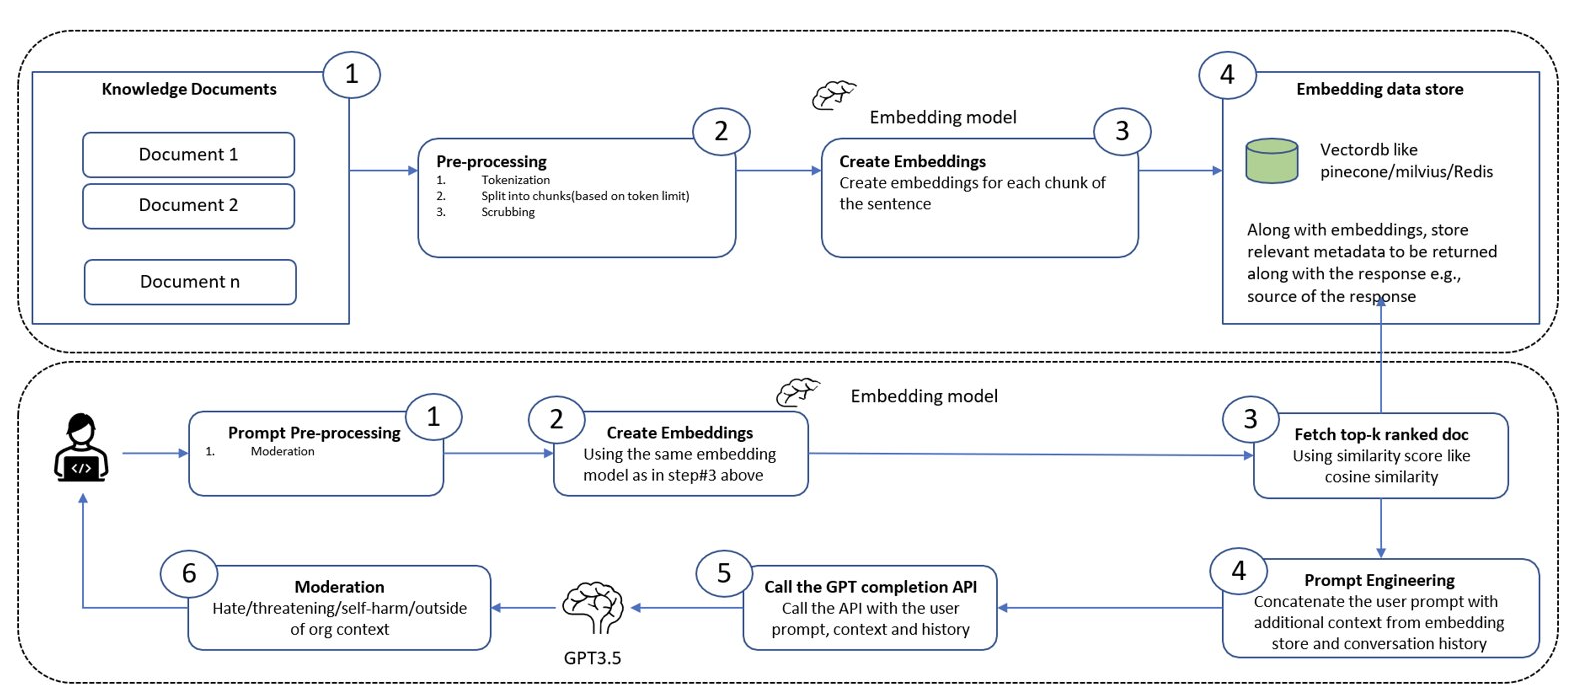 1
Knowledge Documents
Document 1
Document 2
Document n
2
Pre-processing
1. Tokenization
2. Split into chunks(based on token limit)
3. Scrubbing
Embedding model
3
Create Embeddings
Create embeddings for each chunk of
the sentence
4
Embedding data store
Vectordb like
pinecone/milvius/Redis
Along with embeddings, store
relevant metadata to be returned
along with the response e.g.,
source of the response
</>
1
Prompt Pre-processing
1. Moderation
2
Create Embeddings
Using the same embedding
model as in step#3 above
Embedding model
3
Fetch top-k ranked doc
Using similarity score like
cosine similarity
4
Prompt Engineering
Concatenate the user prompt with
additional context from embedding
store and conversation history
5
Call the GPT completion API
Call the API with the user
prompt, context and history
GPT3.5
6
Moderation
Hate/threatening/self-harm/outside
of org context